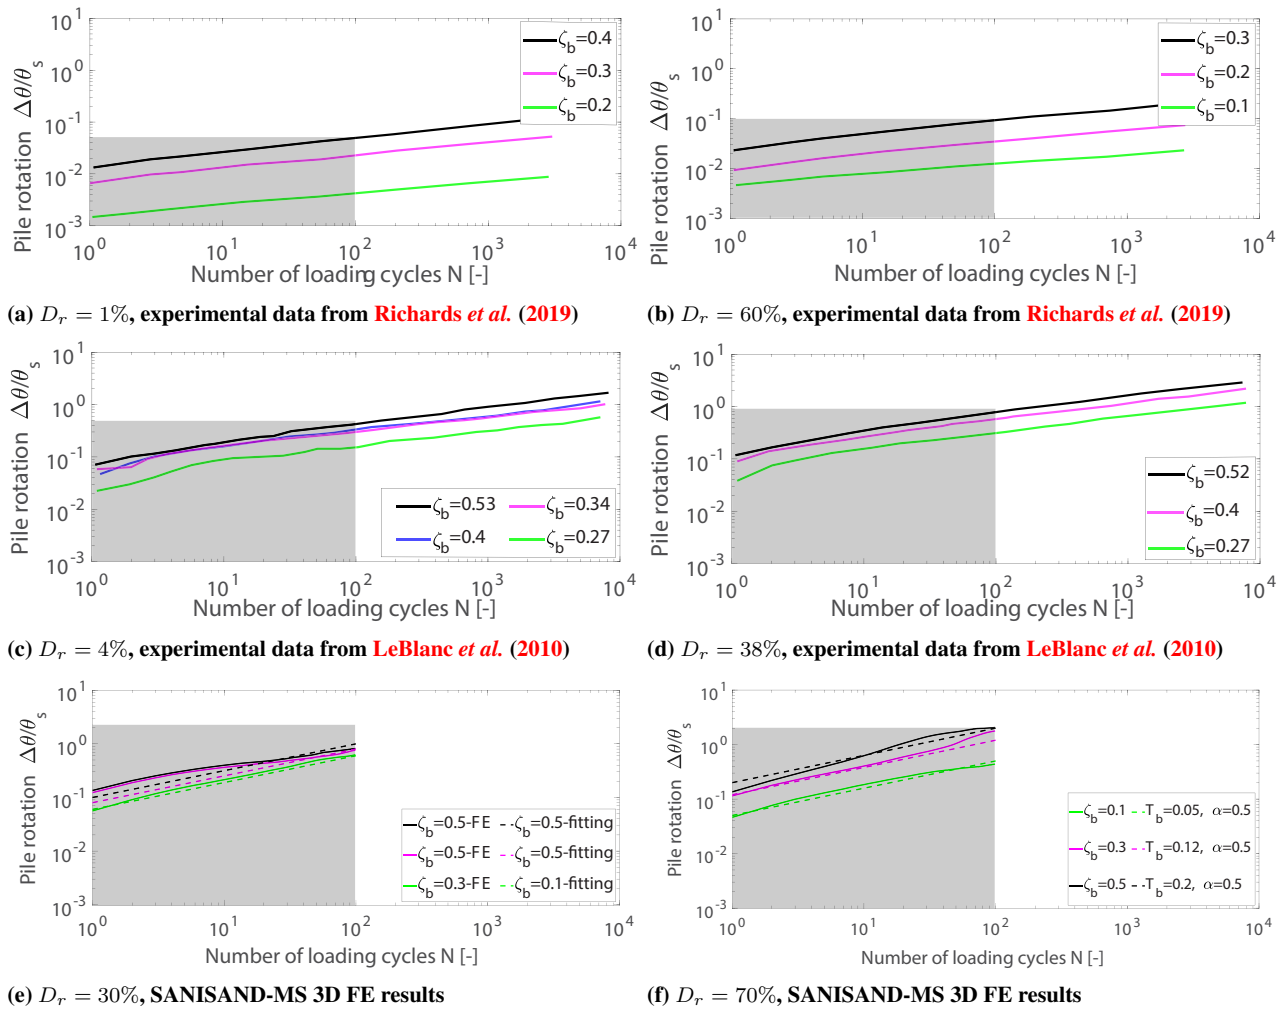 Pile rotation Δθ/θs
10^1
10^0
10^-1
10^-2
10^-3
ζb=0.4
ζb=0.3
ζb=0.2
10^0 10^1 10^2 10^3 10^4
Number of loading cycles N [-]
(a) Dr = 1%, experimental data from Richards et al. (2019)
Pile rotation Δθ/θs
10^1
10^0
10^-1
10^-2
10^-3
ζb=0.3
ζb=0.2
ζb=0.1
10^0 10^1 10^2 10^3 10^4
Number of loading cycles N [-]
(b) Dr = 60%, experimental data from Richards et al. (2019)
Pile rotation Δθ/θs
10^1
10^0
10^-1
10^-2
10^-3
ζb=0.53 ζb=0.34
ζb=0.4 ζb=0.27
10^0 10^1 10^2 10^3 10^4
Number of loading cycles N [-]
(c) Dr = 4%, experimental data from LeBlanc et al. (2010)
Pile rotation Δθ/θs
10^1
10^0
10^-1
10^-2
10^-3
ζb=0.52
ζb=0.4
ζb=0.27
10^0 10^1 10^2 10^3 10^4
Number of loading cycles N [-]
(d) Dr = 38%, experimental data from LeBlanc et al. (2010)
Pile rotation Δθ/θs
10^1
10^0
10^-1
10^-2
10^-3
ζb=0.5-FE ζb=0.5-fitting
ζb=0.5-FE ζb=0.5-fitting
ζb=0.3-FE ζb=0.1-fitting
10^0 10^1 10^2 10^3 10^4
Number of loading cycles N [-]
(e) Dr = 30%, SANISAND-MS 3D FE results
Pile rotation Δθ/θs
10^1
10^0
10^-1
10^-2
10^-3
ζb=0.1 Tb=0.05, α=0.5
ζb=0.3 Tb=0.12, α=0.5
ζb=0.5 Tb=0.2, α=0.5
10^0 10^1 10^2 10^3 10^4
Number of loading cycles N [-]
(f) Dr = 70%, SANISAND-MS 3D FE results